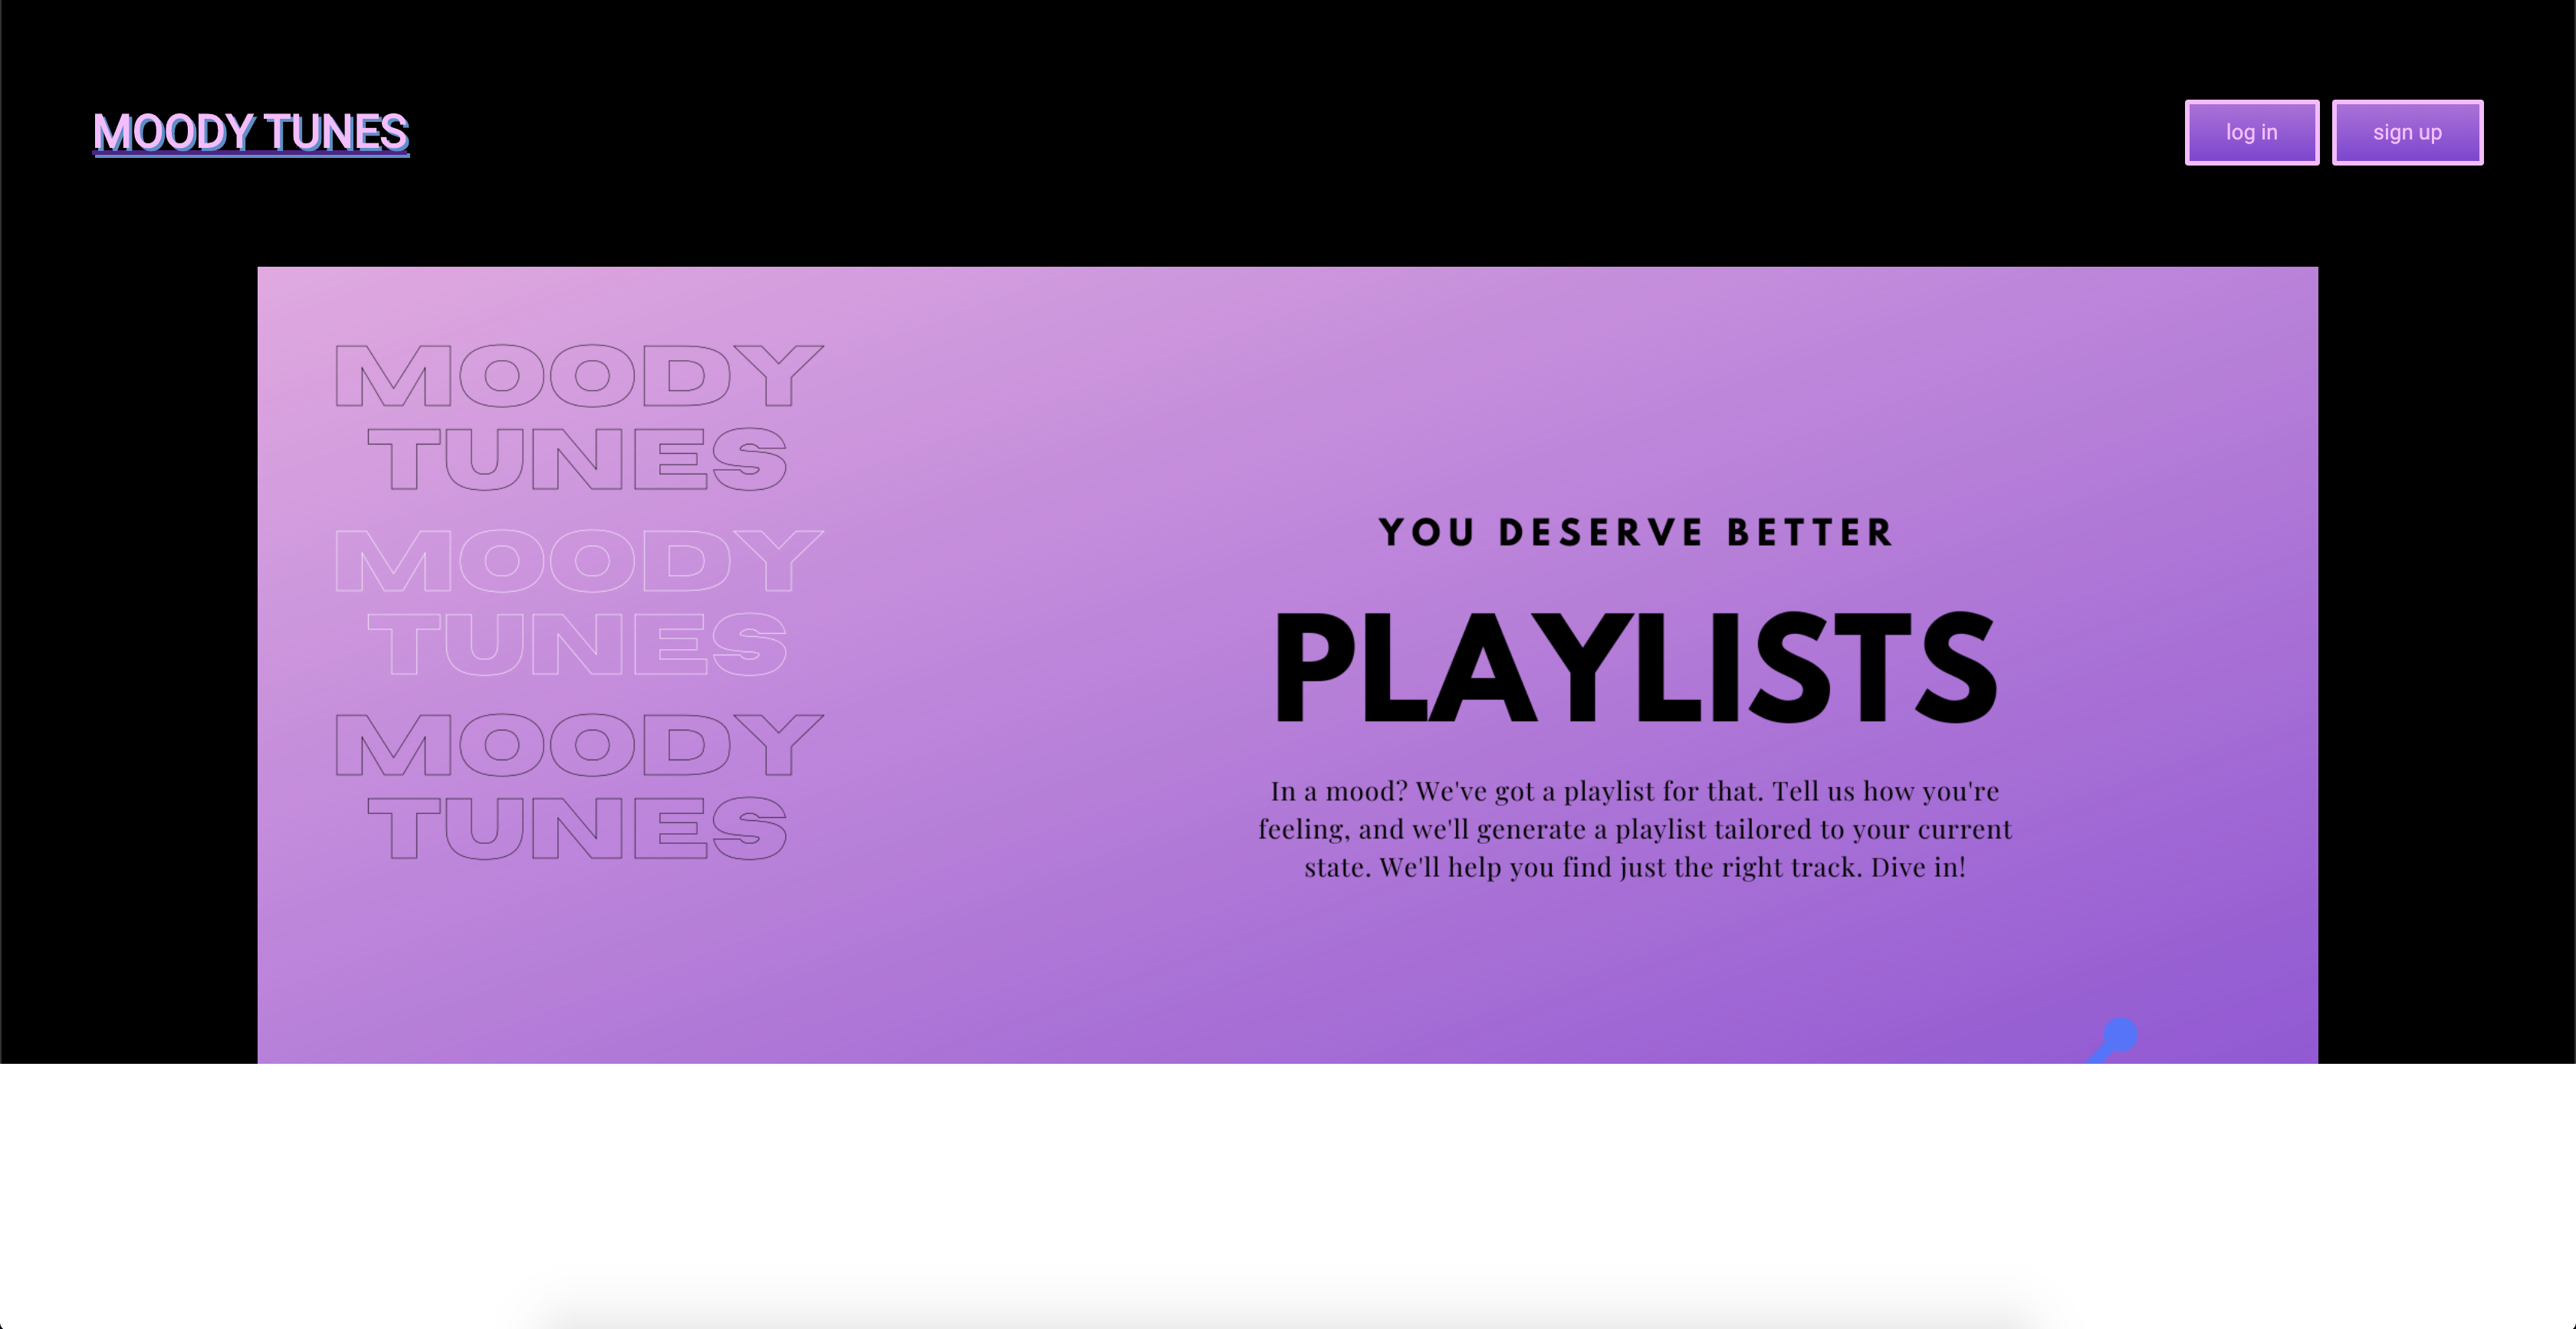 MOODY TUNES
log in
sign up
MOODY
TUNES
MOODY
TUNES
MOODY
TUNES
YOU DESERVE BETTER
PLAYLISTS
In a mood? We've got a playlist for that. Tell us how you're
feeling, and we'll generate a playlist tailored to your current
state. We'll help you find just the right track. Dive in!